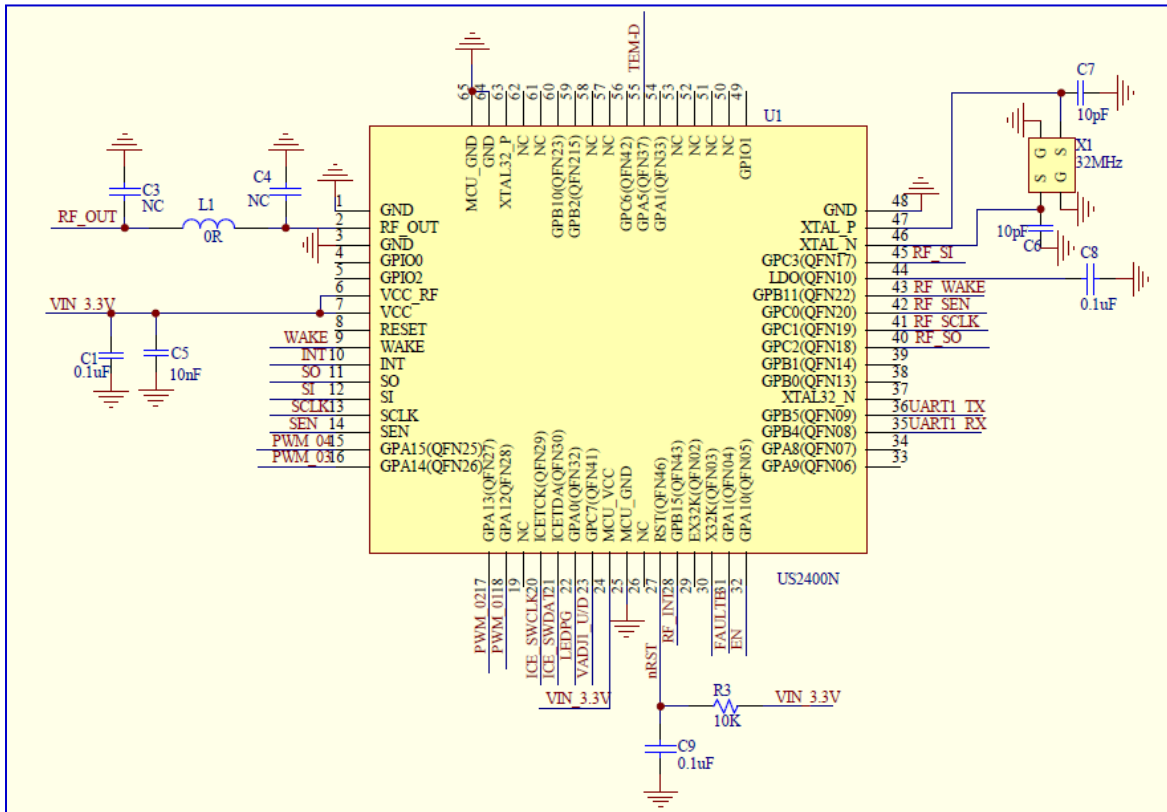 TEM-D
65
64
63
62
61
60
59
58
57
56
55
54
53
52
51
50
49
U1
MCU_GND
GND
XTAL32_P
NC
NC
GPB10(QFN23)
GPB2(QFN215)
NC
NC
GPC6(QFN42)
GPA5(QFN37)
GPA1(QFN33)
NC
NC
NC
NC
GPIO1
C7
10pF
S G
G S
X1
32MHz
10pF
C6
C8
0.1uF
C3
NC
C4
NC
RF_OUT
L1
0R
VIN_3.3V
C1
0.1uF
C5
10nF
1 GND
2 RF_OUT
3 GND
4 GPIO0
5 GPIO2
6 VCC_RF
7 VCC
8 RESET
WAKE 9 WAKE
INT 10 INT
SO 11 SO
SI 12 SI
SCLK 13 SCLK
SEN 14 SEN
PWM_04 15 GPA15(QFN25)
PWM_03 16 GPA14(QFN26)
GND 48
XTAL_P 47
XTAL_N 46
GPC3(QFN17) 45 RF_SI
LDO(QFN10) 44
GPB11(QFN22) 43 RF_WAKE
GPC0(QFN20) 42 RF_SEN
GPC1(QFN19) 41 RF_SCLK
GPC2(QFN18) 40 RF_SO
GPB1(QFN14) 39
GPB0(QFN13) 38
XTAL32_N 37
GPB5(QFN09) 36 UART1_TX
GPB4(QFN08) 35 UART1_RX
GPA8(QFN07) 34
GPA9(QFN06) 33
GPA13(QFN27)
GPA12QFN28)
NC
ICETCK(QFN29)
ICETDA(QFN30)
GPA0(QFN32)
GPC7(QFN41)
MCU_VCC
MCU_GND
NC
RST(QFN46)
GPB15(QFN43)
EX32K(QFN02)
X32K(QFN03)
GPA1(QFN04)
GPA10(QFN05)
US2400N
PWM_02 17
PWM_01 18
19
ICE_SWCLK 20
ICE_SWDAT 21
LEDPG 22
VADJ1_U/D 23
24
25
26
27
RF_INT 28
29
30
FAULTB 31
EN 32
nRST
VIN_3.3V
R3
10K
VIN_3.3V
C9
0.1uF